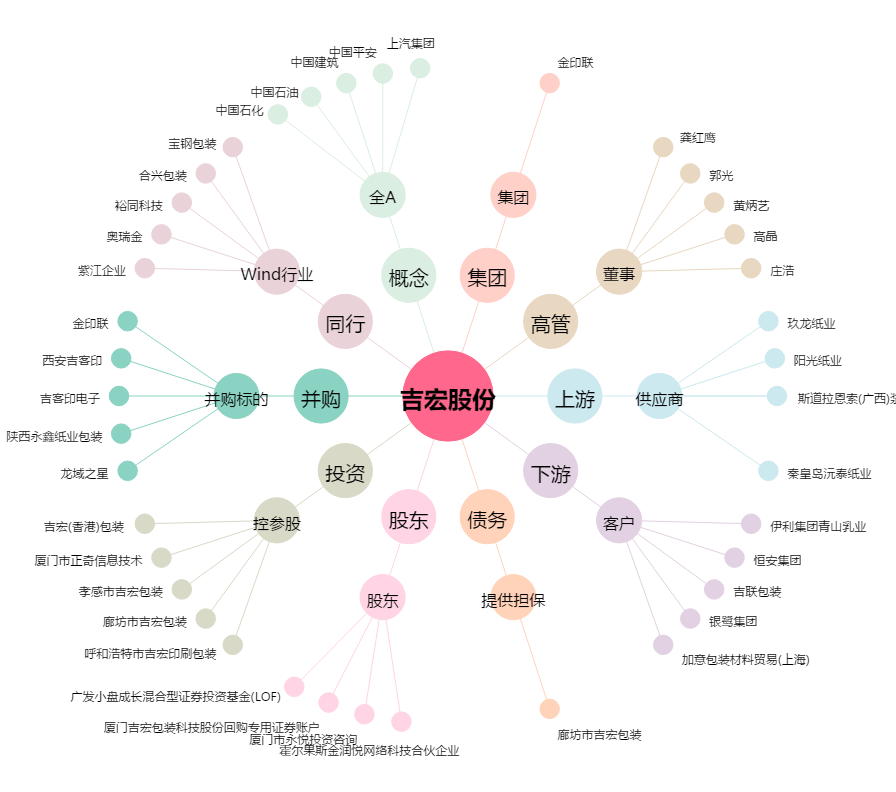 上汽集团
中国平安
中国建筑
中国石油
中国石化
金印联
宝钢包装
合兴包装
裕同科技
奥瑞金
紫江企业
龚红鹰
郭光
黄炳艺
高晶
庄浩
全A
集团
Wind行业
董事
概念
集团
同行
高管
金印联
西安吉客印
吉客印电子
陕西永鑫纸业包装
龙域之星
并购标的
并购
吉宏股份
上游
供应商
玖龙纸业
阳光纸业
斯道拉恩索(广西)
秦皇岛沅泰纸业
投资
下游
控参股
股东
债务
客户
吉宏(香港)包装
厦门市正奇信息技术
孝感市吉宏包装
廊坊市吉宏包装
呼和浩特市吉宏印刷包装
伊利集团青山乳业
恒安集团
吉联包装
银鹭集团
加意包装材料贸易(上海)
股东
提供担保
广发小盘成长混合型证券投资基金(LOF)
厦门吉宏包装科技股份回购专用证券账户
厦门市永悦投资咨询
霍尔果斯金润悦网络科技合伙企业
廊坊市吉宏包装